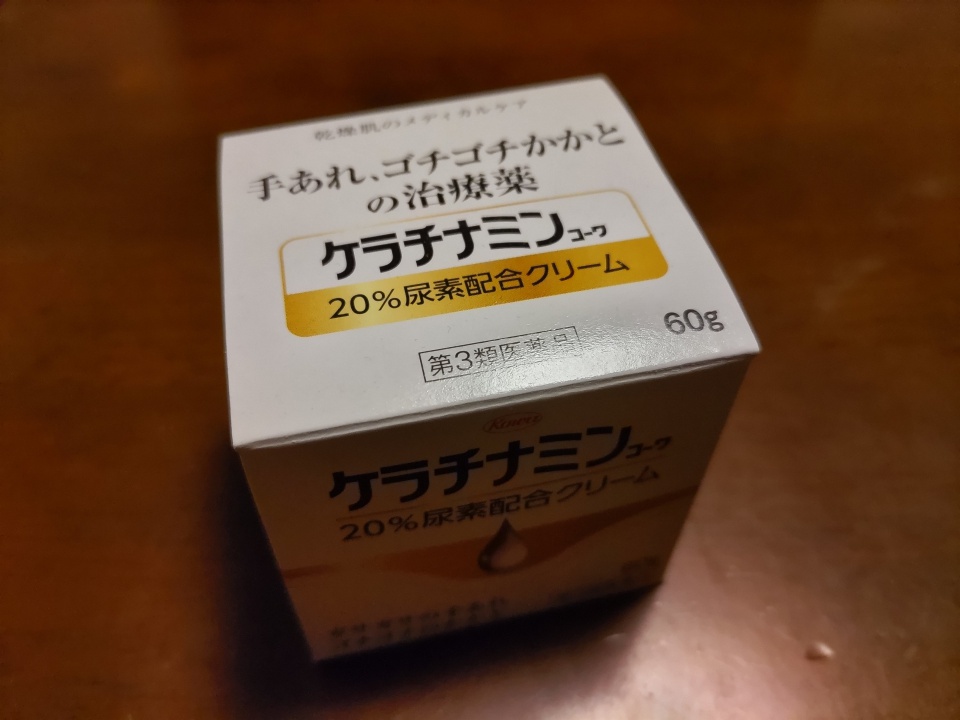 乾燥肌のメディカルケア
手あれ、ゴチゴチかかと
の治療薬
ケラチナミンコーワ
20%尿素配合クリーム
第3類医薬品
60g
Kowa
ケラチナミンコーワ
20%尿素配合クリーム